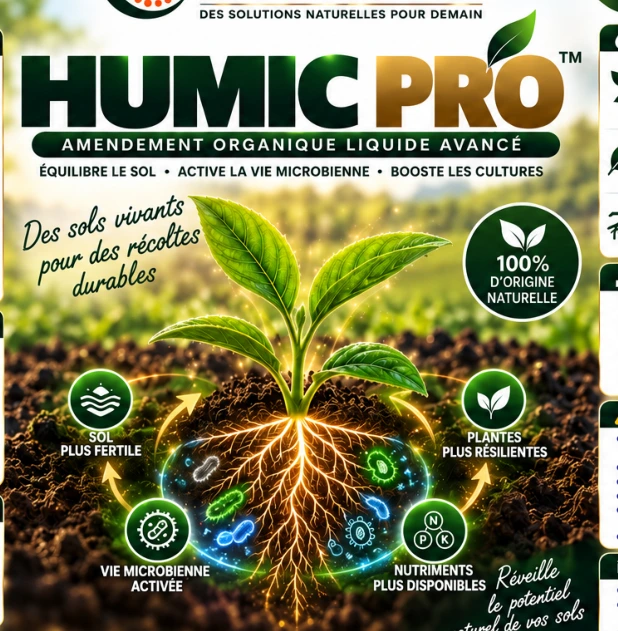 DES SOLUTIONS NATURELLES POUR DEMAIN
HUMIC PRO™
AMENDEMENT ORGANIQUE LIQUIDE AVANCÉ
ÉQUILIBRE LE SOL • ACTIVE LA VIE MICROBIENNE • BOOSTE LES CULTURES
Des sols vivants
pour des récoltes
durables
100%
D'ORIGINE
NATURELLE
SOL
PLUS FERTILE
PLANTES
PLUS RÉSILIENTES
VIE MICROBIENNE
ACTIVÉE
N
P K
NUTRIMENTS
PLUS DISPONIBLES
Réveille
le potentiel
de vos sols